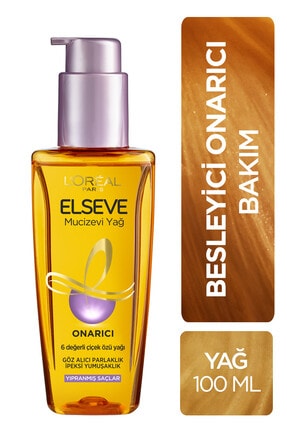 L'ORÉAL
PARIS
ELSEVE
Mucizevi Yağ
ONARICI
6 değerli çiçek özü yağı
GÖZ ALICI PARLAKLIK
İPEKSİ YUMUŞAKLIK
YIPRANMIŞ SAÇLAR
BESLEYİCİ ONARICI
BAKIM
YAĞ
100 ML